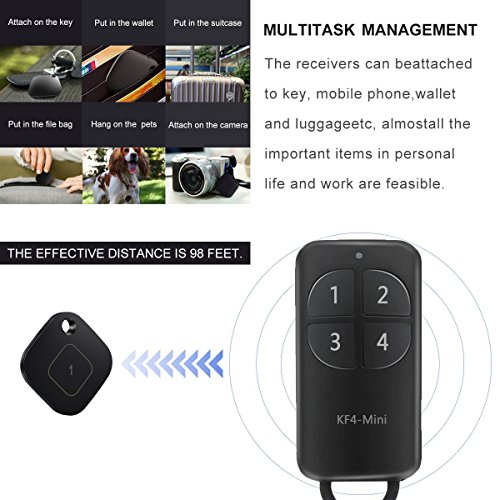 Attach on the key
Put in the wallet
Put in the suitcase
Put in the file bag
Hang on the  pets
Attach on the camera
MULTITASK MANAGEMENT
The receivers can beattached
to key, mobile phone,wallet
and luggageetc, almostall the
important items in personal
life and work are feasible.
THE EFFECTIVE DISTANCE IS 98 FEET.
1
1 2
3 4
KF4-Mini